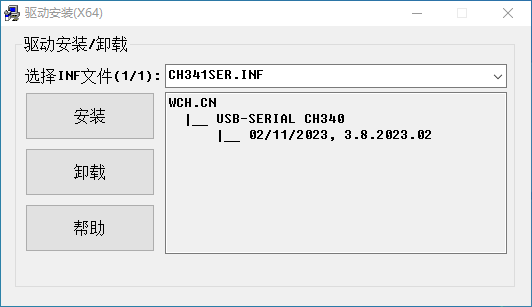 驱动安装(X64)
驱动安装/卸载
选择INF文件(1/1):
CH341SER.INF
安装
卸载
帮助
WCH.CN
|__ USB-SERIAL CH340
|__ 02/11/2023, 3.8.2023.02